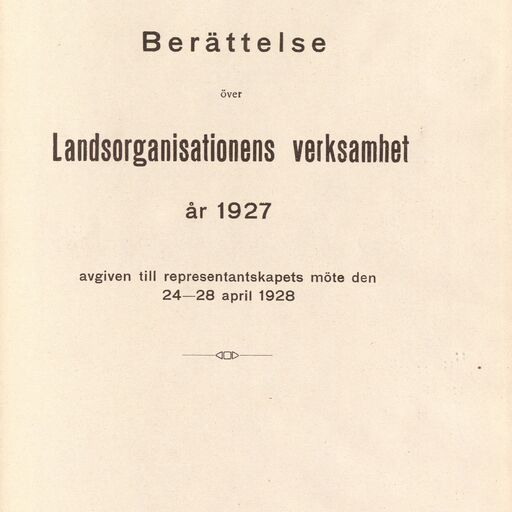 Berättelse
över
Landsorganisationens verksamhet
år 1927
avgiven till representantskapets möte den
24—28 april 1928